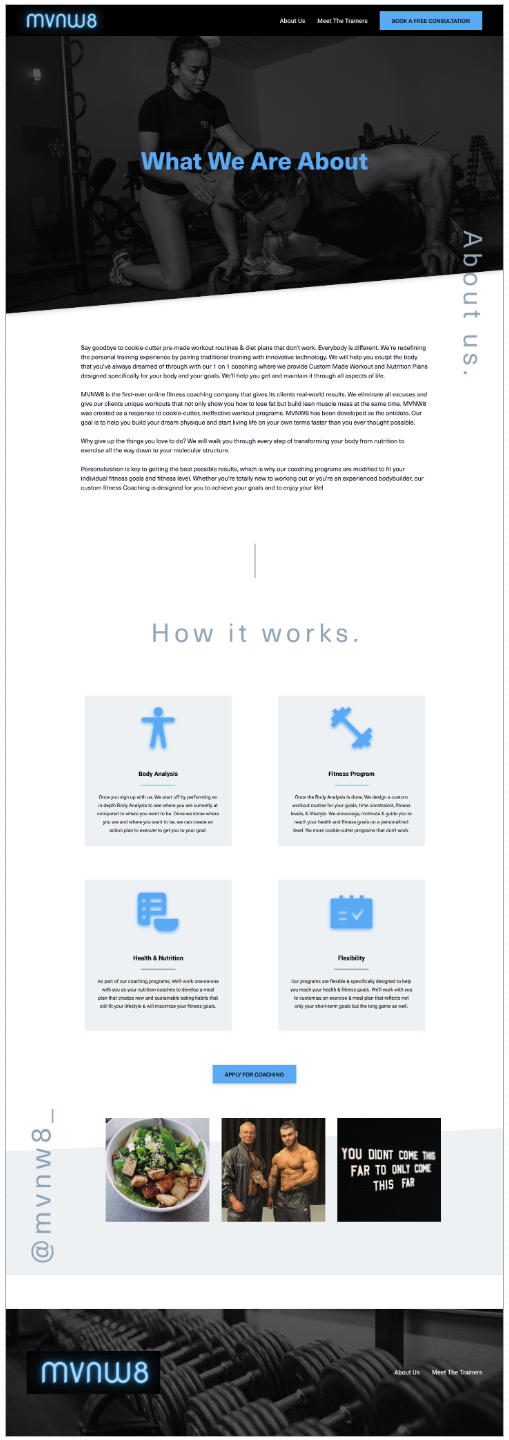 mvnw8
About Us
Meet The Trainers
BOOK A FREE CONSULTATION
What We Are About
About us.
Say goodbye to cookie-cutter pre-made workout routines & diet plans that don't work. Everybody is different. We're redefining
the personal training experience by pairing traditional training with innovative technology. We will help you sculpt the body
that you've always dreamed of through with our 1 on 1 coaching where we provide Custom Made Workout and Nutrition Plans
designed specifically for your body and your goals. We'll help you get and maintain it through all aspects of life.
MVNW8 is the first-ever online fitness coaching company that gives its clients real-world results. We eliminate all excuses and
give our clients unique workouts that not only show you how to lose fat but build lean muscle mass at the same time. MVNW8
was created as a response to cookie-cutter, ineffective workout programs. MVNW8 has been developed as the antidote. Our
goal is to help you build your dream physique and start living life on your own terms faster than you ever thought possible.
Why give up the things you love to do? We will walk you through every step of transforming your body from nutrition to
exercise all the way down to your molecular structure.
Personalization is key to getting the best possible results, which is why our coaching programs are modified to fit your
individual fitness goals and fitness level. Whether you're totally new to working out or you're an experienced bodybuilder, our
custom fitness Coaching is designed for you to achieve your goals and to enjoy your life!
How it works.
Body Analysis
Once you sign up with us, We start off by performing an
in depth Body Analysis to see where you are currently at
compared to where you want to be. Once we know where
you are and where you want to be, we can create an
action plan to execute to get you to your goal.
Fitness Program
Once the Body Analysis is done, We design a custom
workout routine for your goals, time constraints, fitness
levels, & lifestyle. We encourage, motivate & guide you to
reach your health and fitness goals on a personalized
level. No more cookie cutter programs that don't work.
Health & Nutrition
As part of our coaching programs, We'll work one-on-one
with you as your nutrition coaches to develop a meal
plan that creates new and sustainable eating habits that
still fit your lifestyle & will maximize your fitness goals.
Flexibility
Our programs are flexible & specifically designed to help
you reach your health & fitness goals. We'll work with you
to customize an exercise & meal plan that reflects not
only your short-term goals but the long game as well.
APPLY FOR COACHING
@mvnw8_
YOU DIDNT COME THIS
FAR TO ONLY COME
THIS FAR
mvnw8
About Us
Meet The Trainers